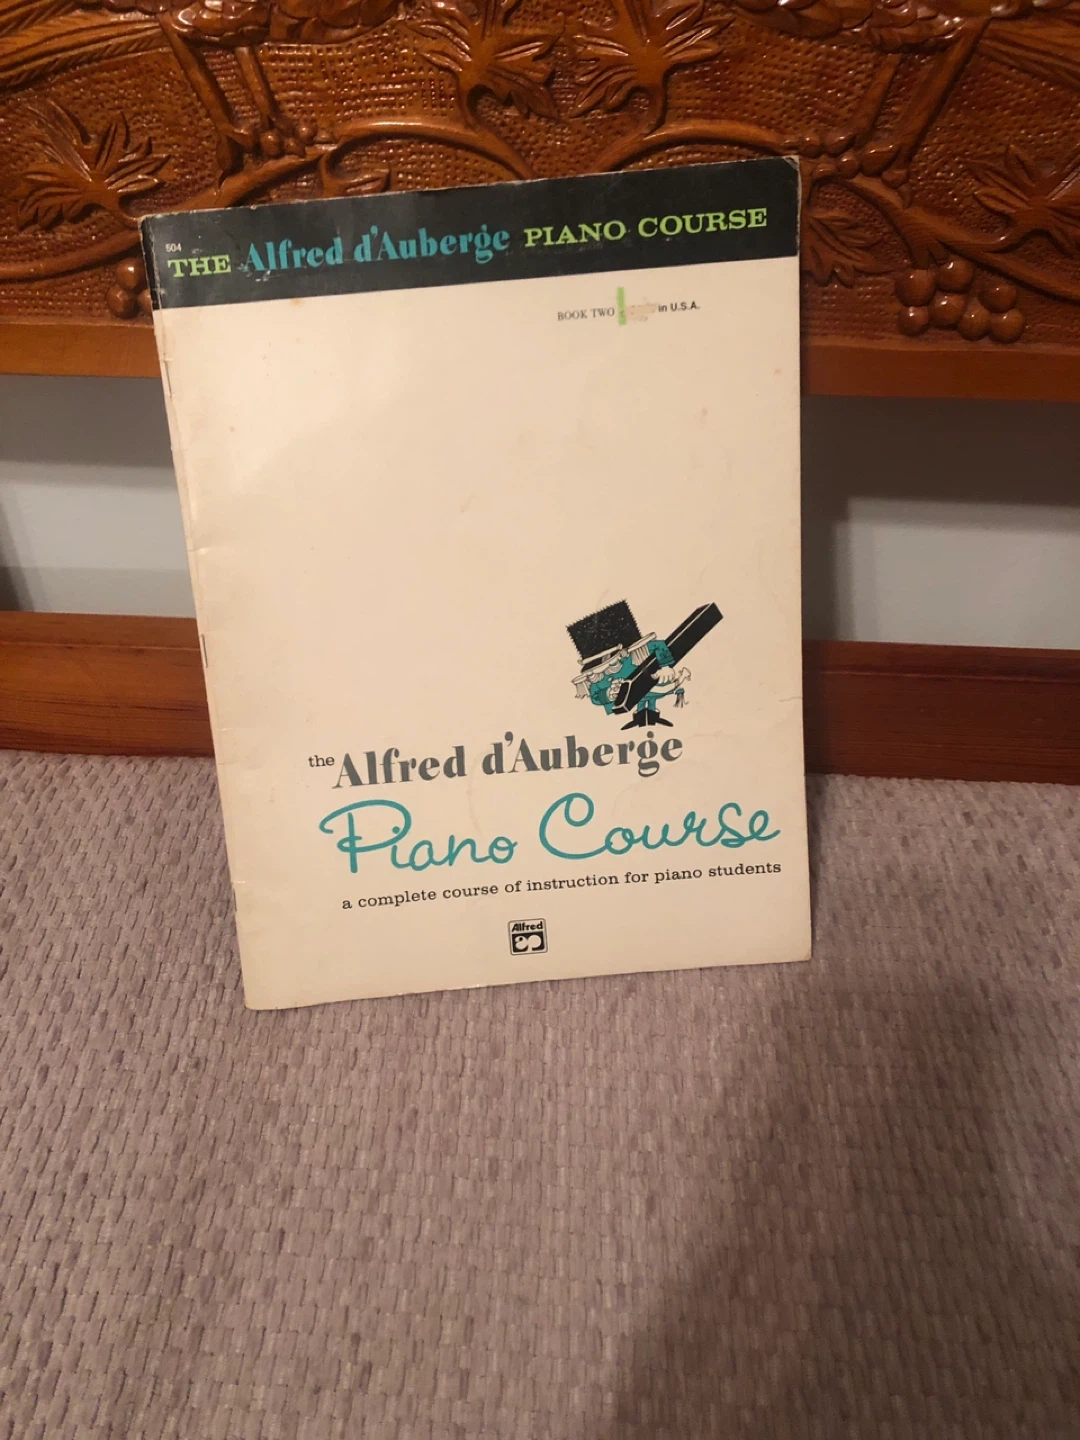 504
THE Alfred d'Auberge PIANO COURSE
BOOK TWO in U.S.A.
the Alfred d'Auberge
Piano Course
a complete course of instruction for piano students
Alfred